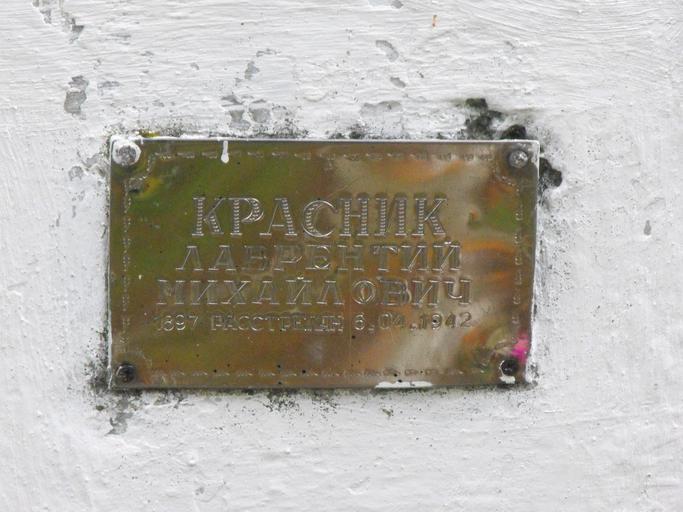 КРАСНИК
ЛАВРЕНТИЙ
МИХАЙЛОВИЧ
1897 РАССТРЕЛЯН 6.04.1942